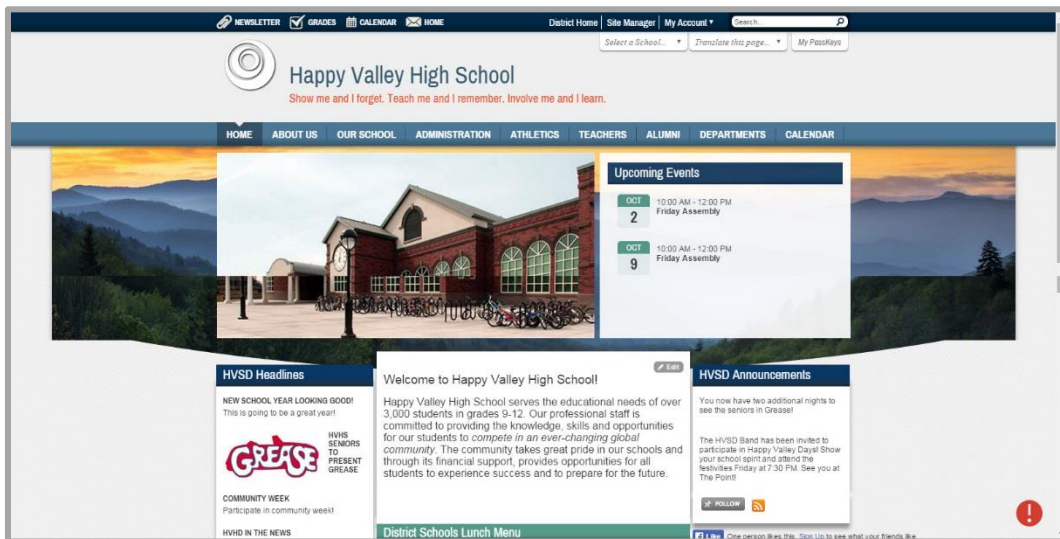 NEWSLETTER GRADES CALENDAR HOME
District Home Site Manager My Account Search...
Select a School... Translate this page... My PassKeys
Happy Valley High School
Show me and I forget. Teach me and I remember. Involve me and I learn.
HOME ABOUT US OUR SCHOOL ADMINISTRATION ATHLETICS TEACHERS ALUMNI DEPARTMENTS CALENDAR
Upcoming Events
OCT
2
10:00 AM - 12:00 PM
Friday Assembly
OCT
9
10:00 AM - 12:00 PM
Friday Assembly
HVSD Headlines
NEW SCHOOL YEAR LOOKING GOOD!
This is going to be a great year!
GREASE
HVHS
SENIORS
TO
PRESENT
GREASE
COMMUNITY WEEK
Participate in community week!
HVHD IN THE NEWS
Edit
Welcome to Happy Valley High School!
Happy Valley High School serves the educational needs of over
3,000 students in grades 9-12. Our professional staff is
committed to providing the knowledge, skills and opportunities
for our students to compete in an ever-changing global
community. The community takes great pride in our schools and
through its financial support, provides opportunities for all
students to experience success and to prepare for the future.
District Schools Lunch Menu
HVSD Announcements
You now have two additional nights to
see the seniors in Grease!
The HVSD Band has been invited to
participate in Happy Valley Days! Show
your school spirit and attend the
festivities Friday at 7:30 PM. See you at
The Point!
FOLLOW
Like One person likes this. Sign Up to see what your friends like.